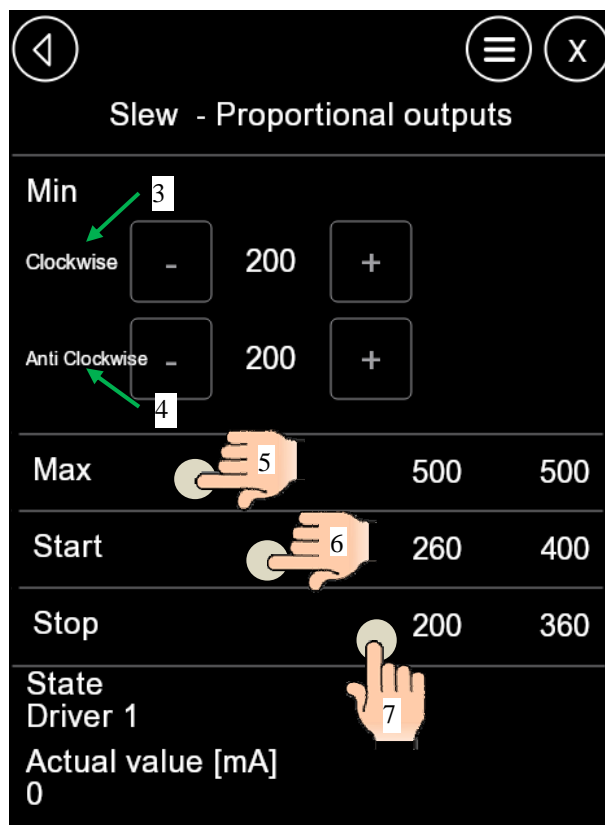 X
Slew - Proportional outputs
Min
3
Clockwise - 200 +
Anti Clockwise - 200 +
4
Max 5 500 500
Start 6 260 400
Stop 200 360
State
Driver 1
7
Actual value [mA]
0